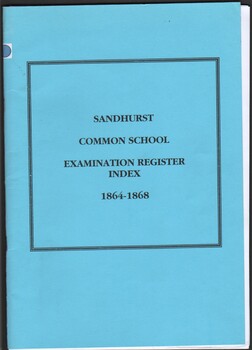 SANDHURST
COMMON SCHOOL
EXAMINATION REGISTER
INDEX
1864-1868